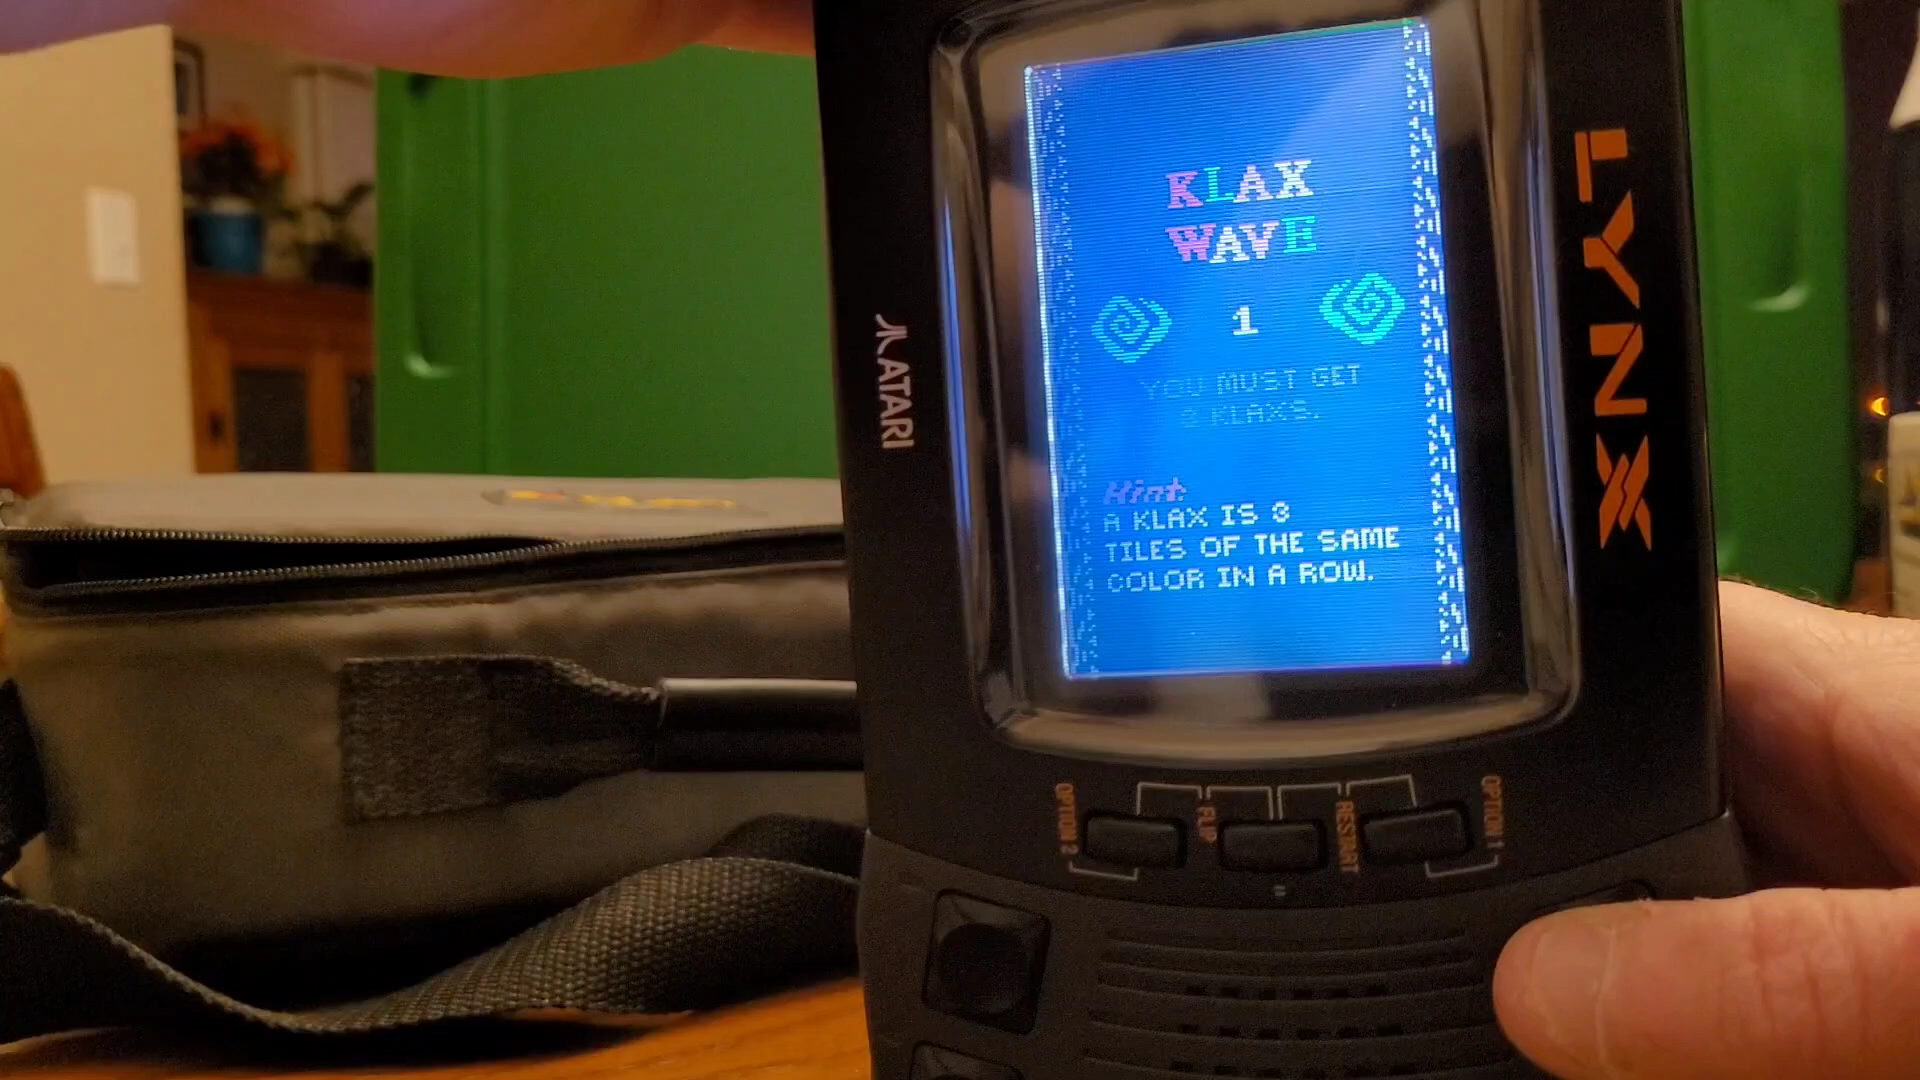 KLAX
WAVE
1
YOU MUST GET
3 KLAXS.
Hint:
A KLAX IS 3
TILES OF THE SAME
COLOR IN A ROW.
ATARI
LYNX
OPTION 2
FLIP
RESTART
OPTION 1